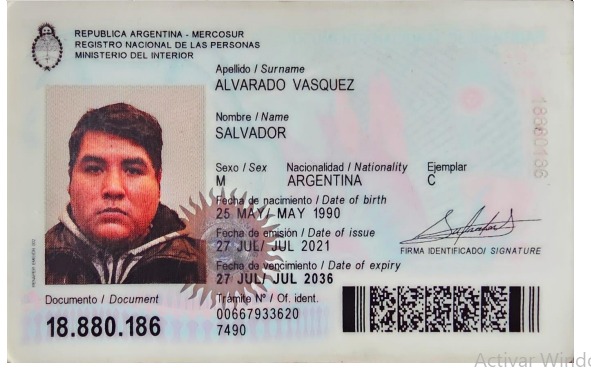 REPUBLICA ARGENTINA - MERCOSUR
REGISTRO NACIONAL DE LAS PERSONAS
MINISTERIO DEL INTERIOR
Apellido / Surname
ALVARADO VASQUEZ
Nombre / Name
SALVADOR
Sexo / Sex Nacionalidad / Nationality Ejemplar
M ARGENTINA C
Fecha de nacimiento / Date of birth
25 MAY/ MAY 1990
Fecha de emisión / Date of issue
27 JUL/ JUL 2021
FIRMA IDENTIFICADO/ SIGNATURE
Fecha de vencimiento / Date of expiry
27 JUL/ JUL 2036
Documento / Document
18.880.186
Trámite Nº / Of. ident.
00667933620
7490
18880186
Activar Windo